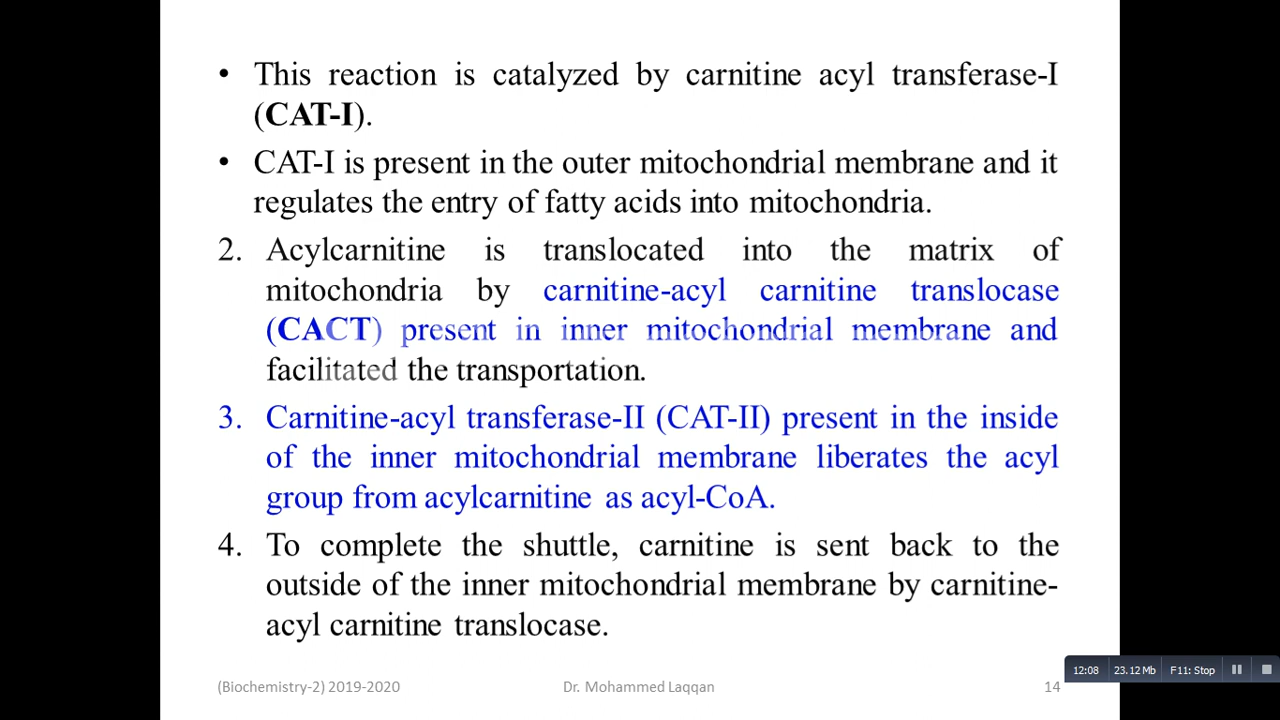 • This reaction is catalyzed by carnitine acyl transferase-I
(CAT-I).
• CAT-I is present in the outer mitochondrial membrane and it
regulates the entry of fatty acids into mitochondria.
2. Acylcarnitine is translocated into the matrix of
mitochondria by carnitine-acyl carnitine translocase
(CACT) present in inner mitochondrial membrane and
facilitated the transportation.
3. Carnitine-acyl transferase-II (CAT-II) present in the inside
of the inner mitochondrial membrane liberates the acyl
group from acylcarnitine as acyl-CoA.
4. To complete the shuttle, carnitine is sent back to the
outside of the inner mitochondrial membrane by carnitine-
acyl carnitine translocase.
12:08 23.12 Mb F11: Stop
(Biochemistry-2) 2019-2020 Dr. Mohammed Laqqan 14